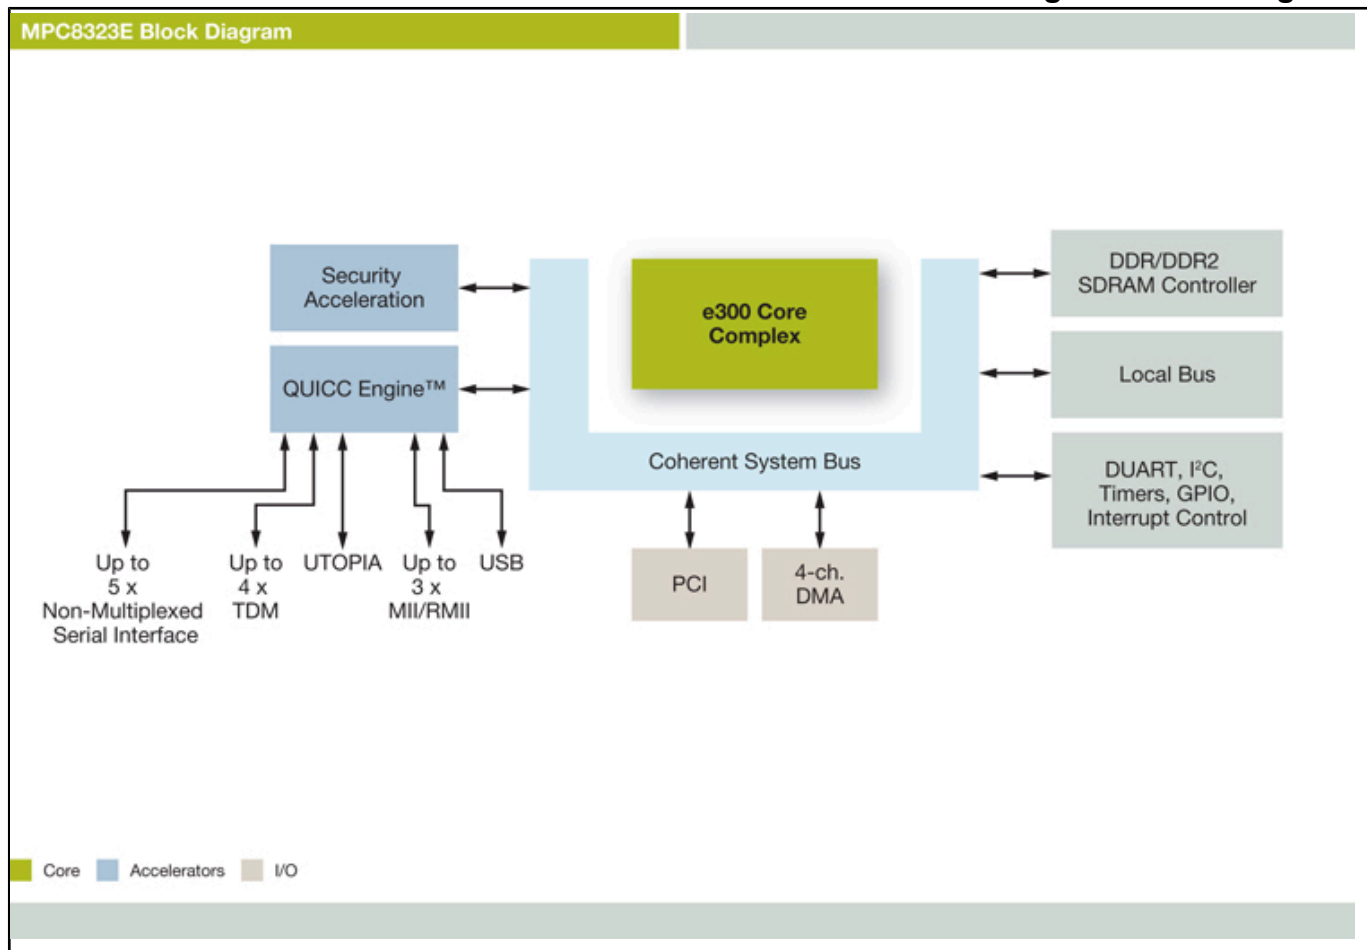 MPC8323E Block Diagram
Security
Acceleration
QUICC Engine™
e300 Core
Complex
Coherent System Bus
DDR/DDR2
SDRAM Controller
Local Bus
DUART, I²C,
Timers, GPIO,
Interrupt Control
PCI
4-ch.
DMA
Up to
5 x
Non-Multiplexed
Serial Interface
Up to
4 x
TDM
UTOPIA
Up to
3 x
MII/RMII
USB
Core
Accelerators
I/O